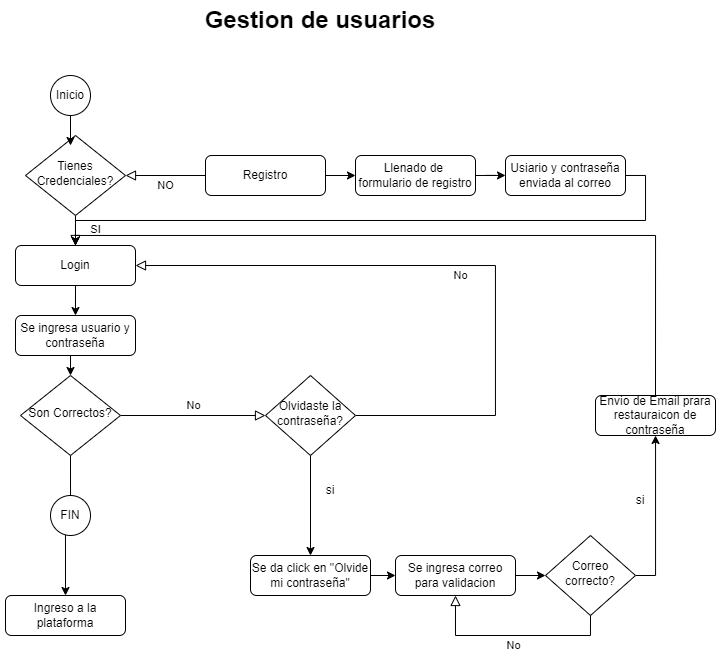 Gestion de usuarios
Inicio
Tienes
Credenciales?
NO
Registro
Llenado de
formulario de registro
Usiario y contraseña
enviada al correo
SI
Login
No
Se ingresa usuario y
contraseña
Son Correctos?
No
Olvidaste la
contraseña?
Envio de Email prara
restauraicon de
contraseña
si
si
FIN
Se da click en "Olvide
mi contraseña"
Se ingresa correo
para validacion
Correo
correcto?
Ingreso a la
plataforma
No